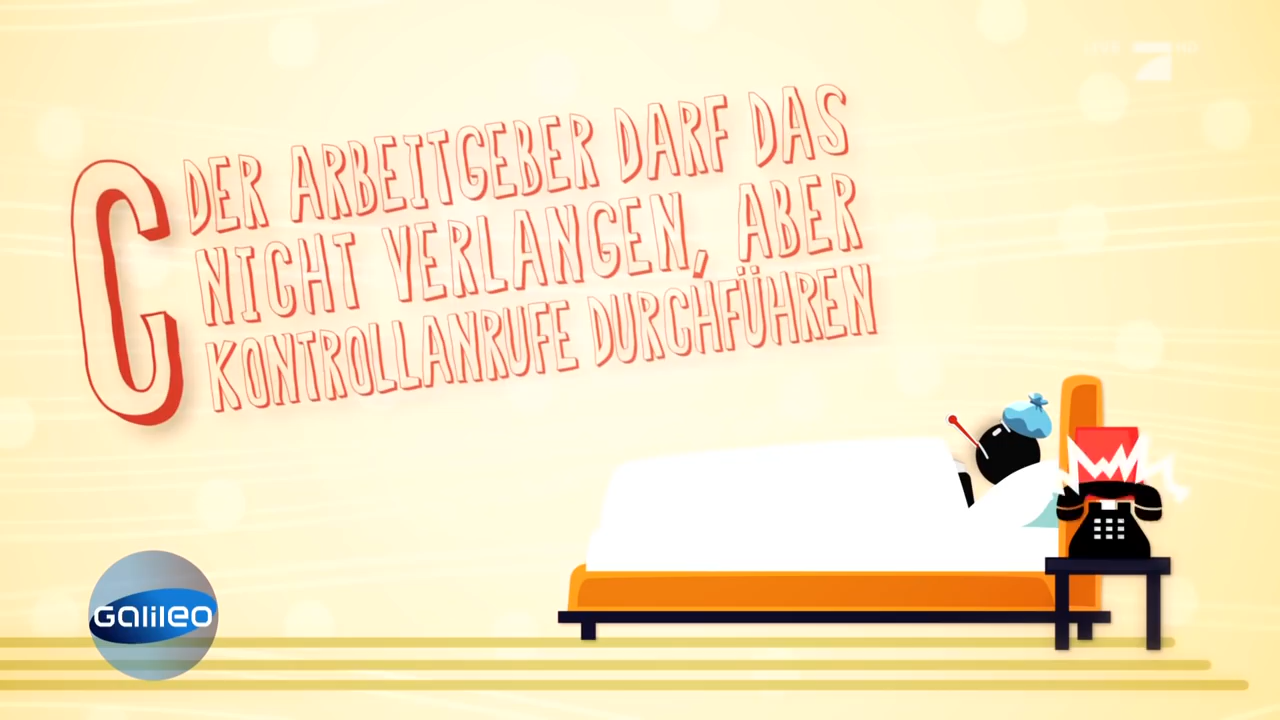 C
DER ARBEITGEBER DARF DAS
NICHT VERLANGEN, ABER
KONTROLLANRUFE DURCHFÜHREN
Galileo